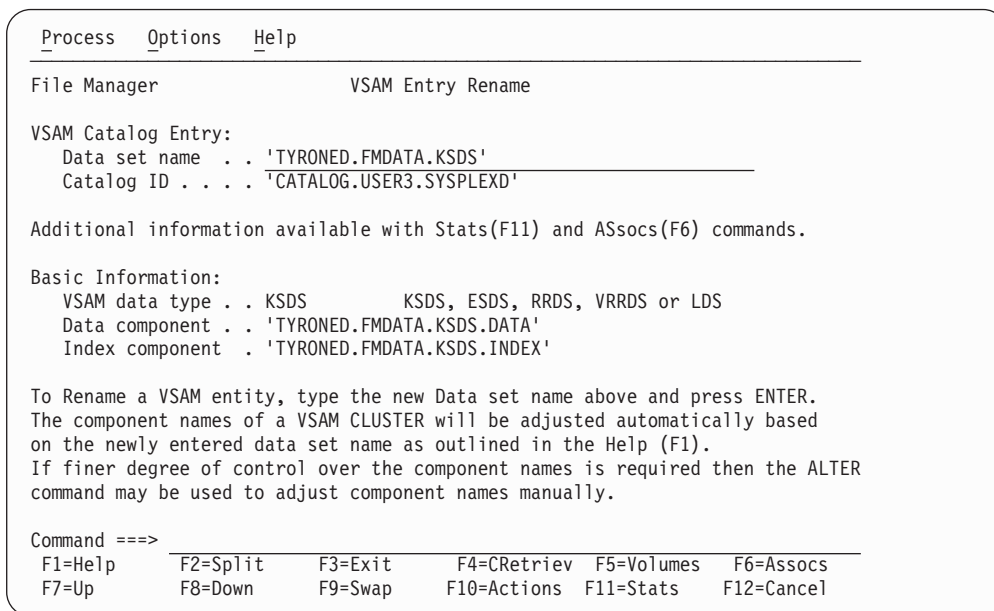 Process Options Help
File Manager VSAM Entry Rename
VSAM Catalog Entry:
Data set name . . 'TYRONED.FMDATA.KSDS'
Catalog ID . . . . 'CATALOG.USER3.SYSPLEXD'
Additional information available with Stats(F11) and ASsocs(F6) commands.
Basic Information:
VSAM data type . . KSDS KSDS, ESDS, RRDS, VRRDS or LDS
Data component . . 'TYRONED.FMDATA.KSDS.DATA'
Index component . 'TYRONED.FMDATA.KSDS.INDEX'
To Rename a VSAM entity, type the new Data set name above and press ENTER.
The component names of a VSAM CLUSTER will be adjusted automatically based
on the newly entered data set name as outlined in the Help (F1).
If finer degree of control over the component names is required then the ALTER
command may be used to adjust component names manually.
Command ===>
F1=Help F2=Split F3=Exit F4=CRetriev F5=Volumes F6=Assocs
F7=Up F8=Down F9=Swap F10=Actions F11=Stats F12=Cancel